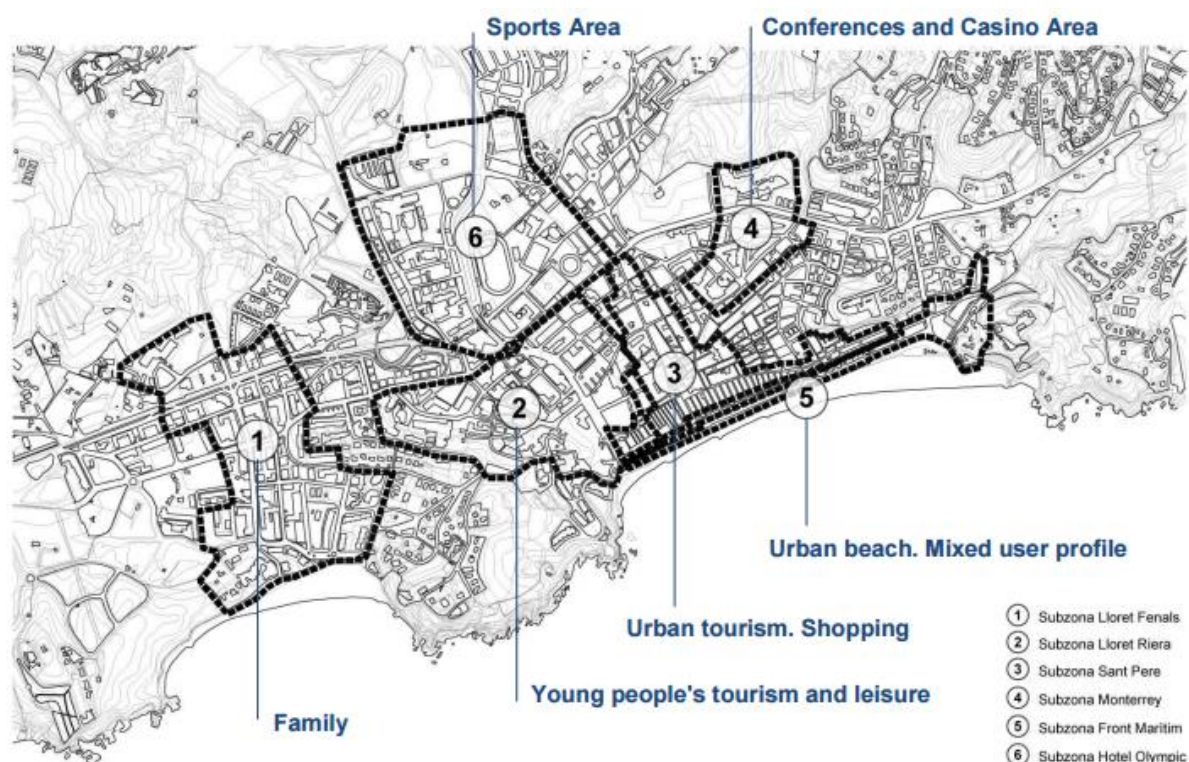 Sports Area
Conferences and Casino Area
6
4
3
5
2
1
Urban beach. Mixed user profile
Urban tourism. Shopping
Young people's tourism and leisure
Family
1 Subzona Lloret Fenals
2 Subzona Lloret Riera
3 Subzona Sant Pere
4 Subzona Monterrey
5 Subzona Front Maritim
6 Subzona Hotel Olympic